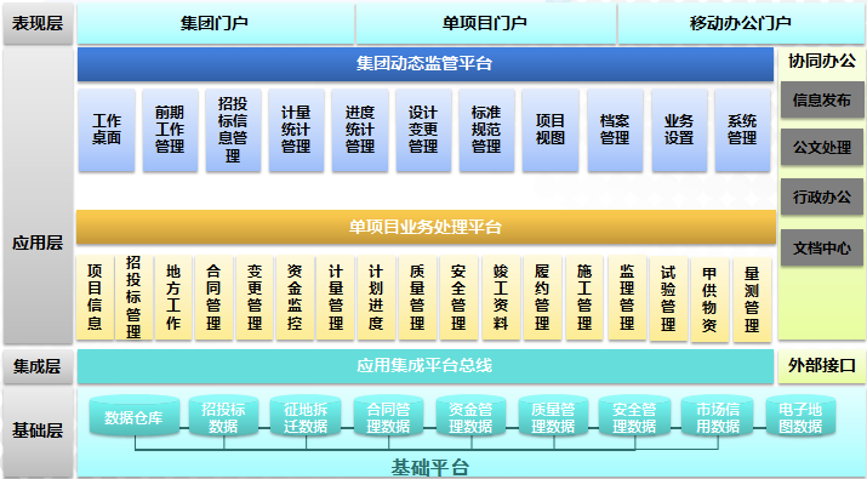 表现层
集团门户
单项目门户
移动办公门户
应用层
集团动态监管平台
工作
桌面
前期
工作
管理
招投
标信
息管
理
计量
统计
管理
进度
统计
管理
设计
变更
管理
标准
规范
管理
项目
视图
档案
管理
业务
设置
系统
管理
单项目业务处理平台
项目信息
招投标管理
地方工作
合同管理
变更管理
资金监控
计量管理
计划进度
质量管理
安全管理
竣工资料
履约管理
施工管理
监理管理
试验管理
甲供物资
量测管理
协同办公
信息发布
公文处理
行政办公
文档中心
集成层
应用集成平台总线
外部接口
基础层
数据仓库
招投标
数据
征地拆
迁数据
合同管
理数据
资金管
理数据
质量管
理数据
安全管
理数据
市场信
用数据
电子地
图数据
基础平台